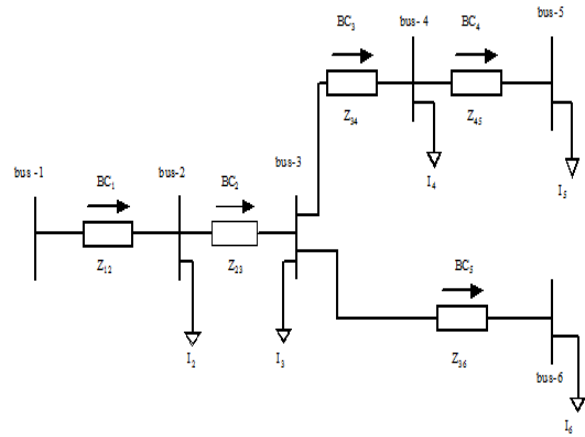 BC₃
BC₄
bus- 4
bus-5
Z₃₄
Z₄₅
bus-3
bus -1
bus-2
BC₁
BC₂
I₄
I₅
Z₁₂
Z₂₃
BC₅
I₂
I₃
Z₃₆
bus-6
I₆